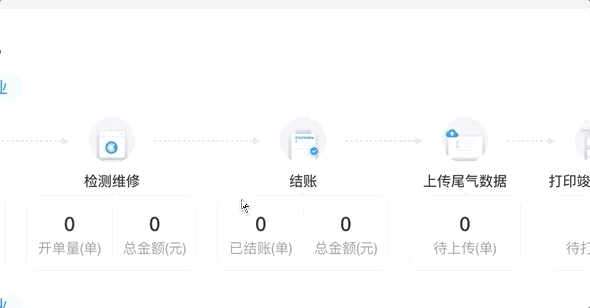 业
检测维修
结账
上传尾气数据
打印竣
0
0
0
0
0
开单量(单)
总金额(元)
已结账(单)
总金额(元)
待上传(单)
待打
业